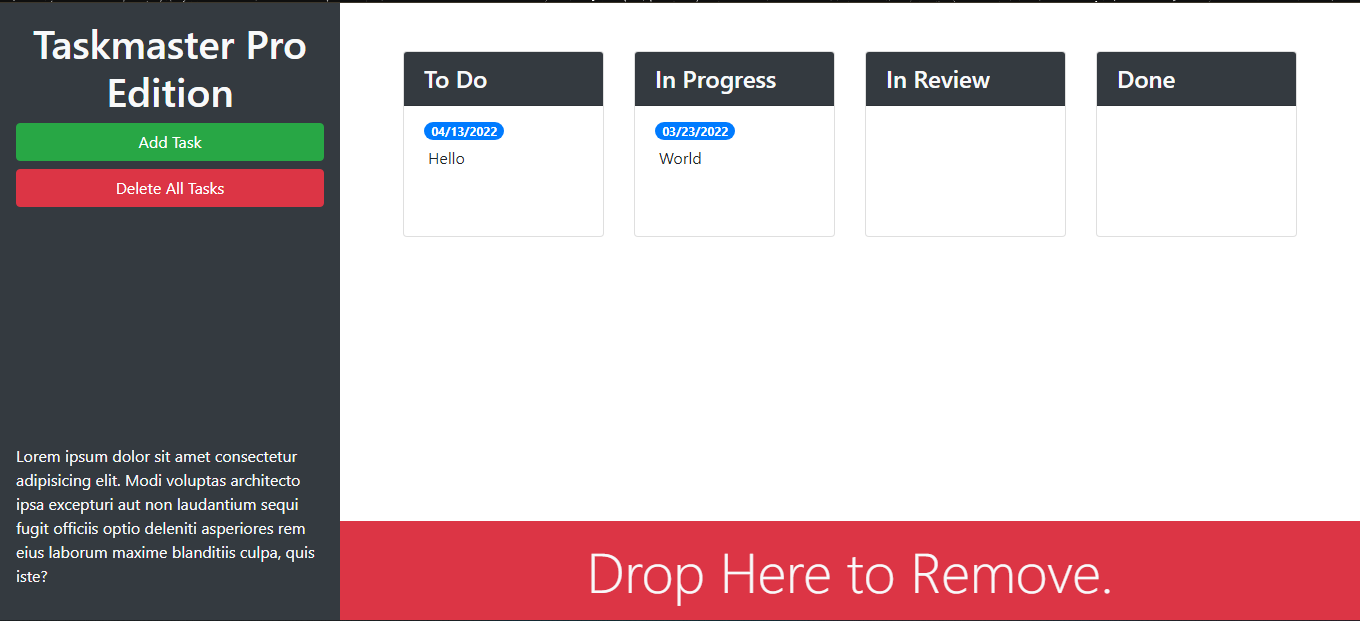 Taskmaster Pro
Edition
Add Task
Delete All Tasks
Lorem ipsum dolor sit amet consectetur
adipisicing elit. Modi voluptas architecto
ipsa excepturi aut non laudantium sequi
fugit officiis optio deleniti asperiores rem
eius laborum maxime blanditiis culpa, quis
iste?
To Do
04/13/2022
Hello
In Progress
03/23/2022
World
In Review
Done
Drop Here to Remove.